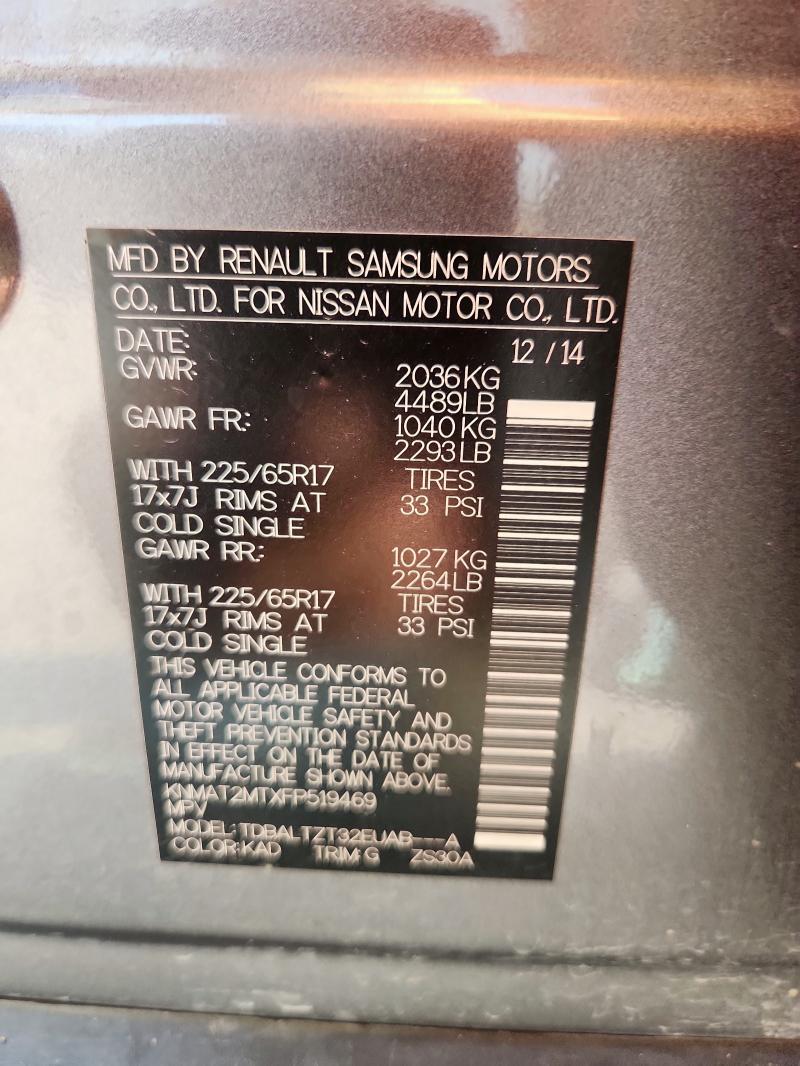 MFD BY RENAULT SAMSUNG MOTORS
CO., LTD. FOR NISSAN MOTOR CO., LTD.
DATE: 12 / 14
GVWR: 2036 KG
4489 LB
GAWR FR: 1040 KG
2293 LB
WITH 225/65R17 TIRES
17x7J RIMS AT 33 PSI
COLD SINGLE
GAWR RR: 1027 KG
2264 LB
WITH 225/65R17 TIRES
17x7J RIMS AT 33 PSI
COLD SINGLE
THIS VEHICLE CONFORMS TO
ALL APPLICABLE FEDERAL
MOTOR VEHICLE SAFETY AND
THEFT PREVENTION STANDARDS
IN EFFECT ON THE DATE OF
MANUFACTURE SHOWN ABOVE.
KNMAT2MTXFP519469
MPV
MODEL: TDBALTZT32EUAB---A
COLOR: KAD TRIM: G ZS30A